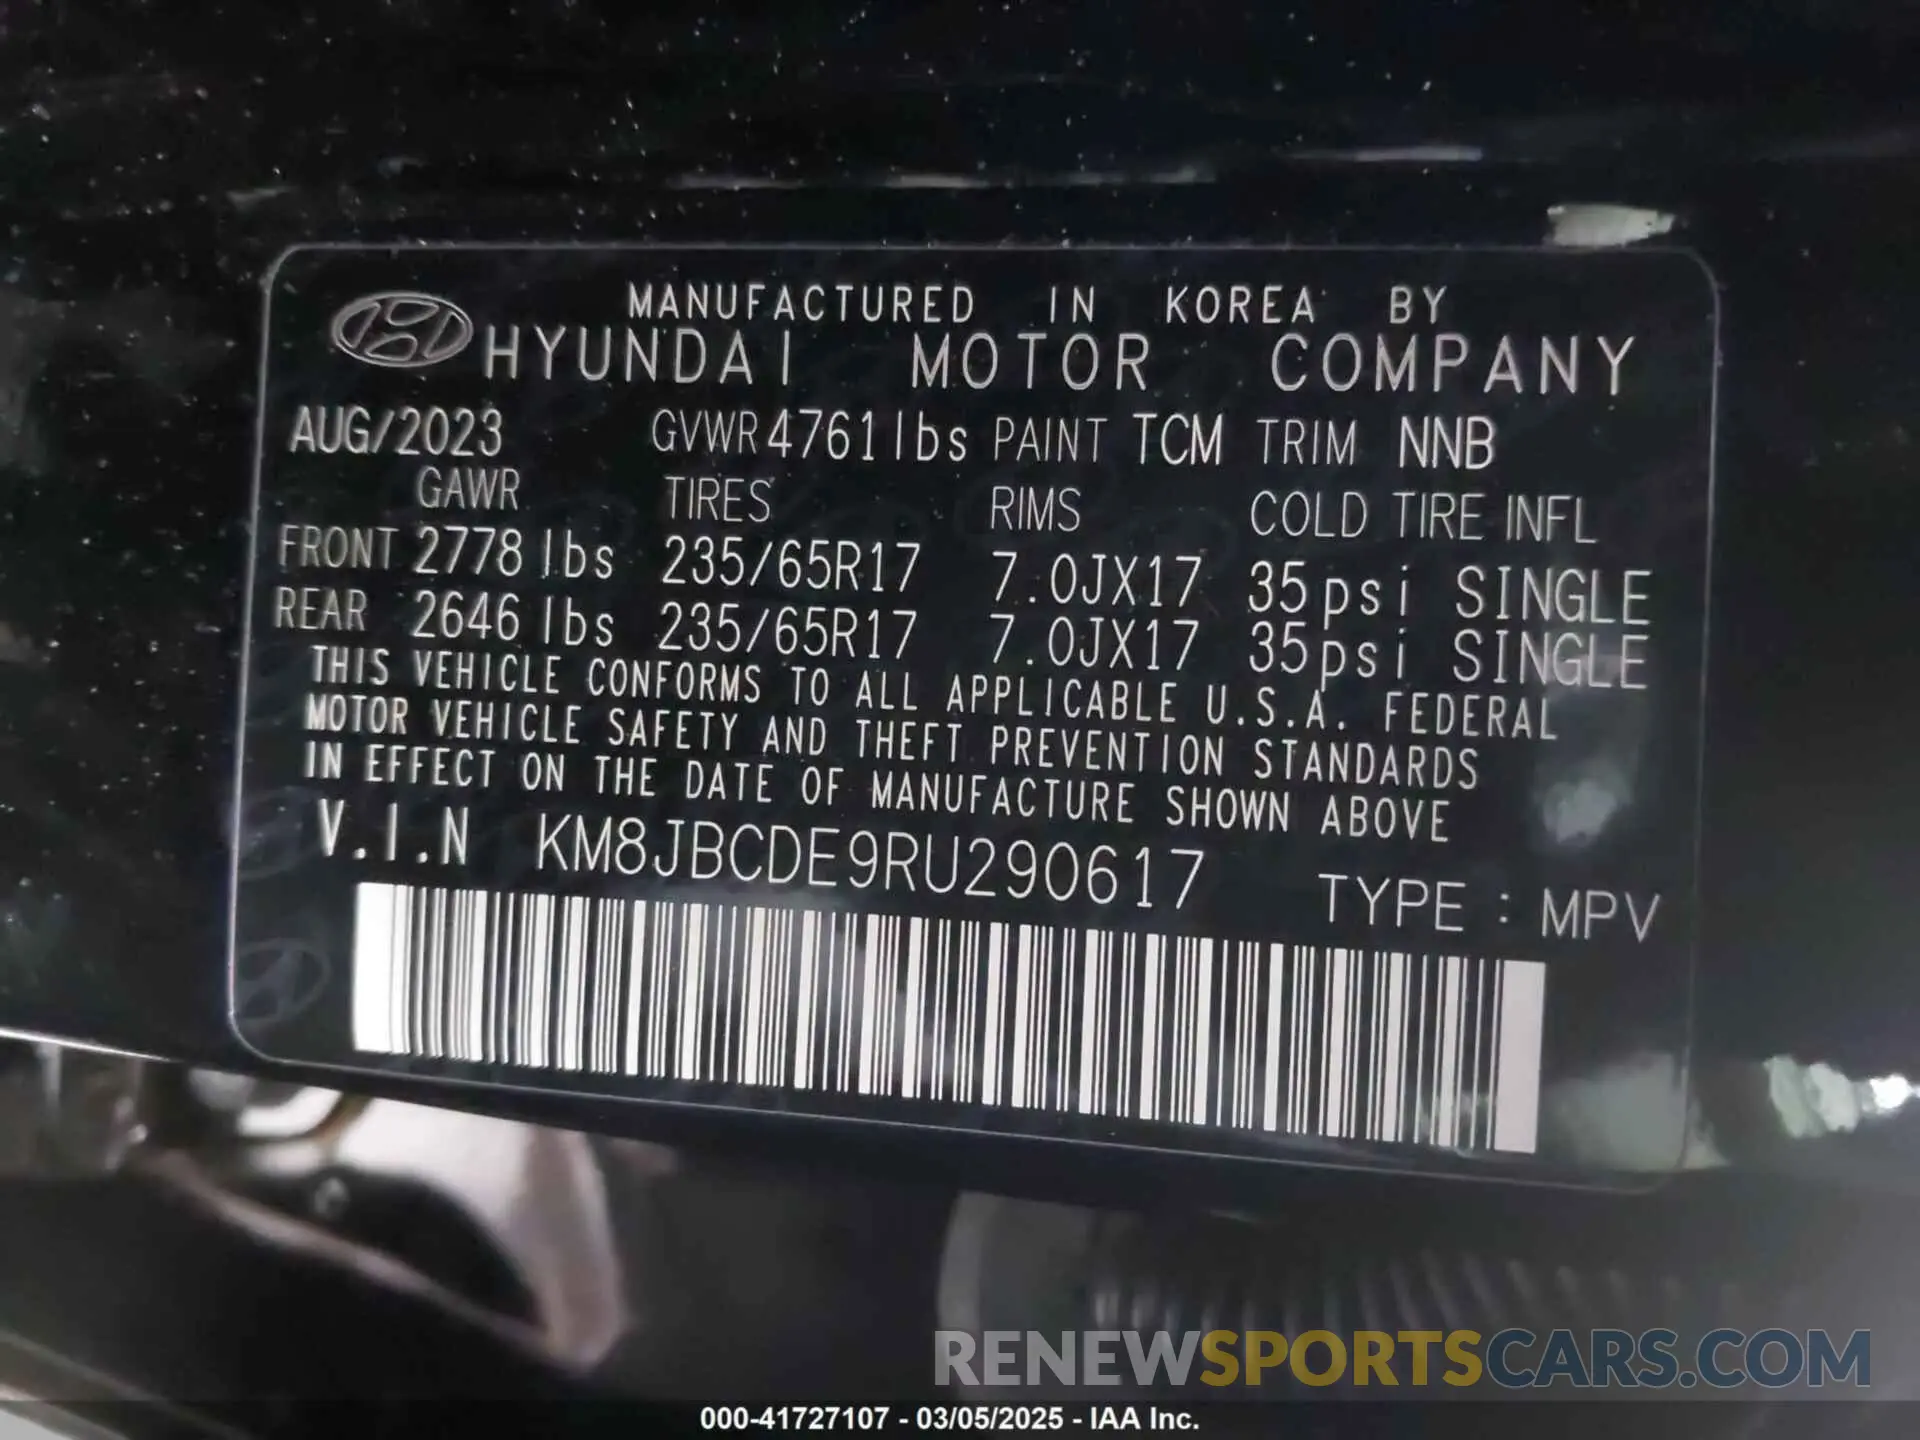 MANUFACTURED IN KOREA BY
HYUNDAI MOTOR COMPANY
AUG/2023 GVWR 4761lbs PAINT TCM TRIM NNB
GAWR TIRES RIMS COLD TIRE INFL
FRONT 2778 lbs 235/65R17 7.0JX17 35psi SINGLE
REAR 2646 lbs 235/65R17 7.0JX17 35psi SINGLE
THIS VEHICLE CONFORMS TO ALL APPLICABLE U.S.A. FEDERAL
MOTOR VEHICLE SAFETY AND THEFT PREVENTION STANDARDS
IN EFFECT ON THE DATE OF MANUFACTURE SHOWN ABOVE
V.I.N KM8JBCDE9RU290617 TYPE : MPV
RENEWSPORTSCARS.COM
000-41727107 - 03/05/2025 - IAA Inc.